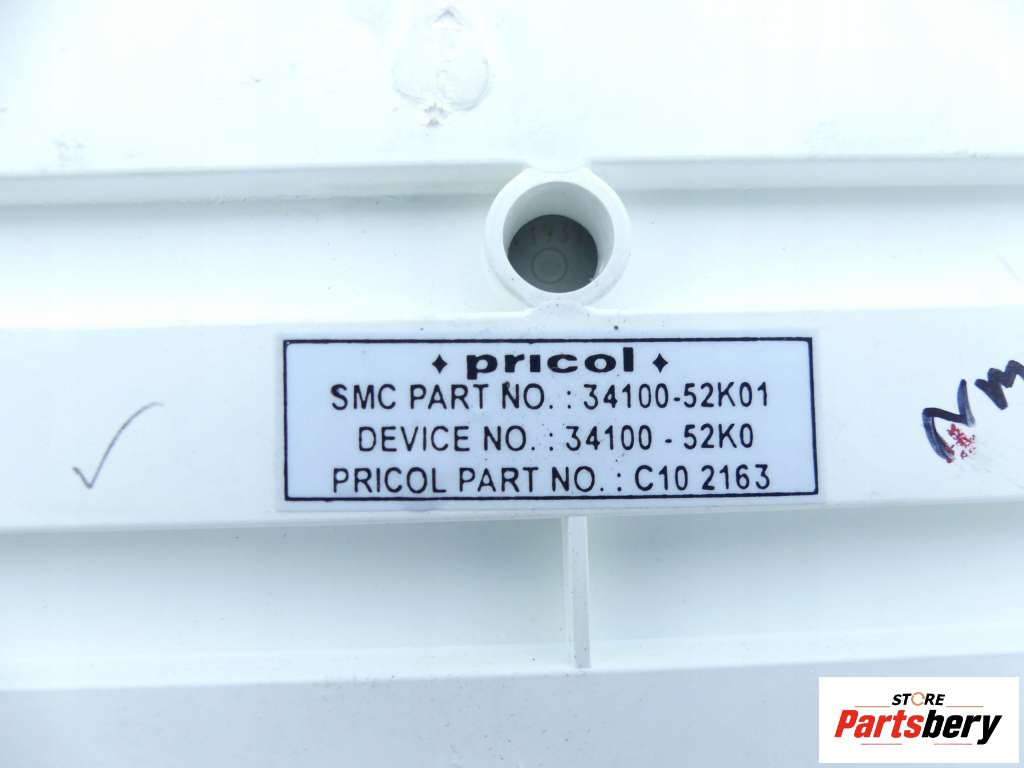 pricol
SMC PART NO. : 34100-52K01
DEVICE NO. : 34100 - 52K0
PRICOL PART NO. : C10 2163
STORE
Partsbery